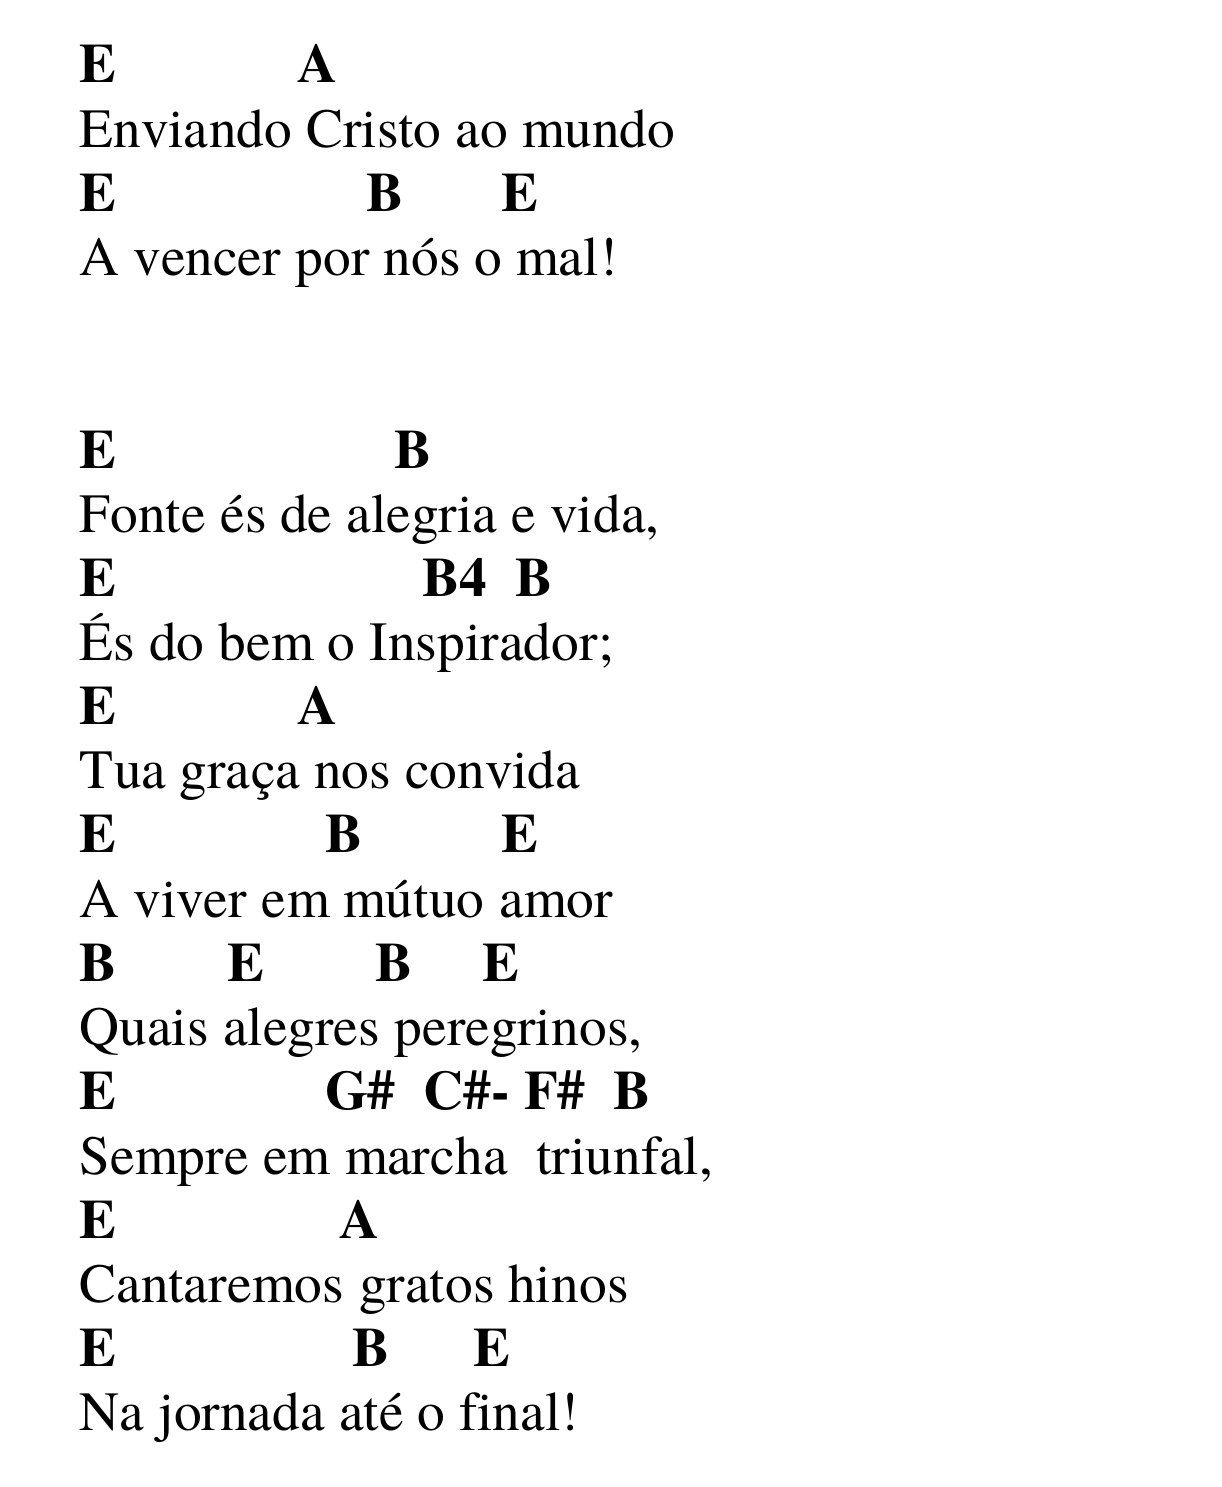 E             A
Enviando Cristo ao mundo
E                  B       E
A vencer por nós o mal!
E                    B
Fonte és de alegria e vida,
E                      B4  B
És do bem o Inspirador;
E             A
Tua graça nos convida
E               B          E
A viver em mútuo amor
B        E        B     E
Quais alegres peregrinos,
E               G#  C#- F#  B
Sempre em marcha  triunfal,
E                A
Cantaremos gratos hinos
E                 B      E
Na jornada até o final!